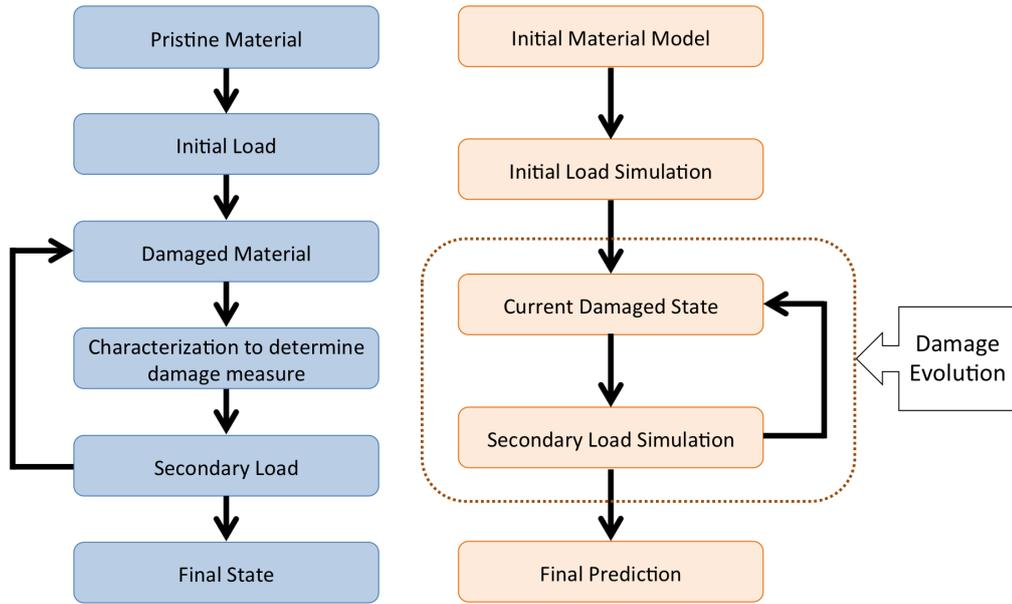 Pristine Material
Initial Load
Damaged Material
Characterization to determine
damage measure
Secondary Load
Final State
Initial Material Model
Initial Load Simulation
Current Damaged State
Secondary Load Simulation
Final Prediction
Damage
Evolution